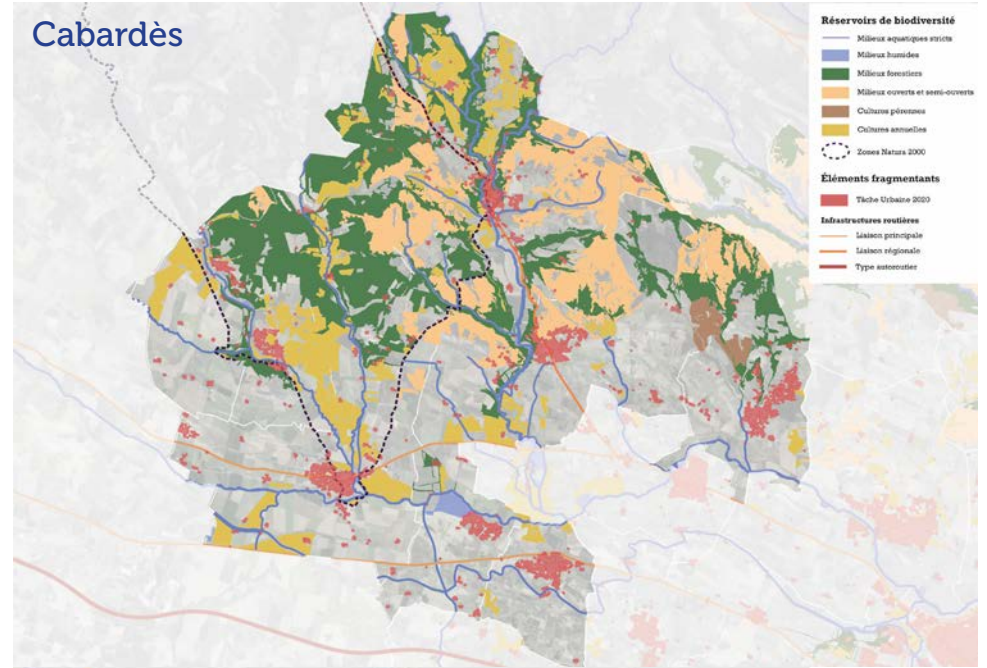 Cabardès
Réservoirs de biodiversité
Milieux aquatiques stricts
Milieux humides
Milieux forestiers
Milieux ouverts et semi-ouverts
Cultures pérennes
Cultures annuelles
Zones Natura 2000
Éléments fragmentants
Tâche Urbaine 2020
Infrastructures routières
Liaison principale
Liaison régionale
Type autoroutier